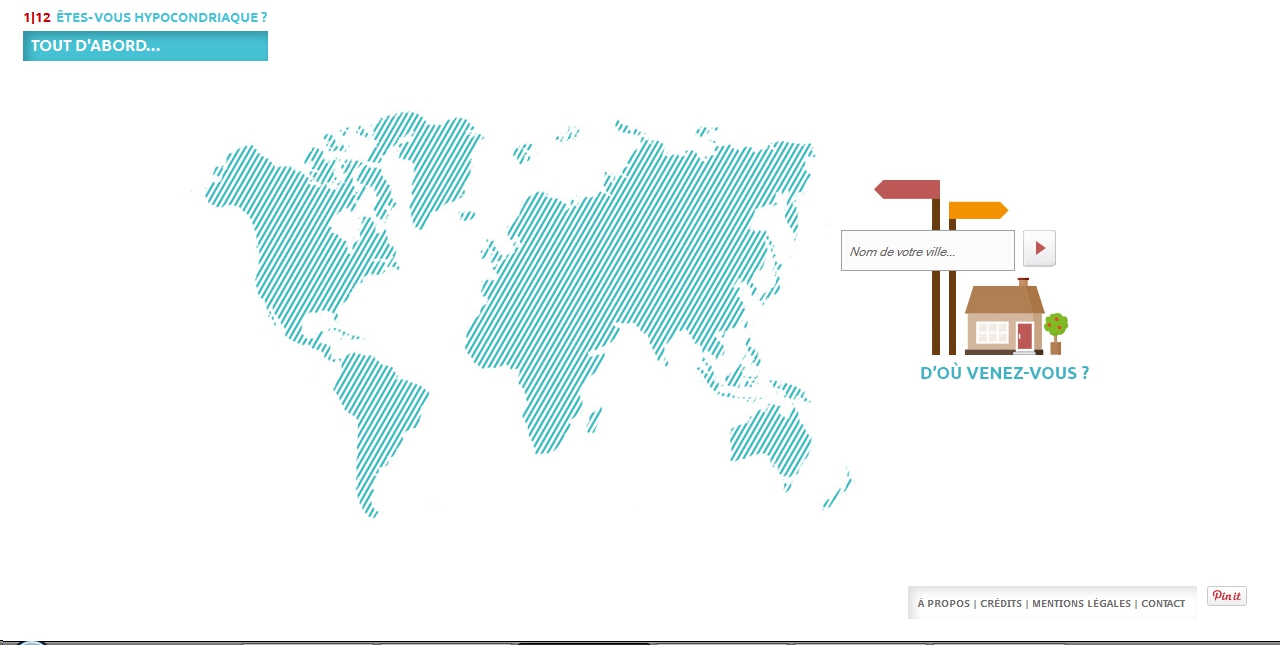 1|12 ÊTES-VOUS HYPOCONDRIAQUE ?
TOUT D'ABORD...
Nom de votre ville...
D'OÙ VENEZ-VOUS ?
À PROPOS | CRÉDITS | MENTIONS LÉGALES | CONTACT
Pin it